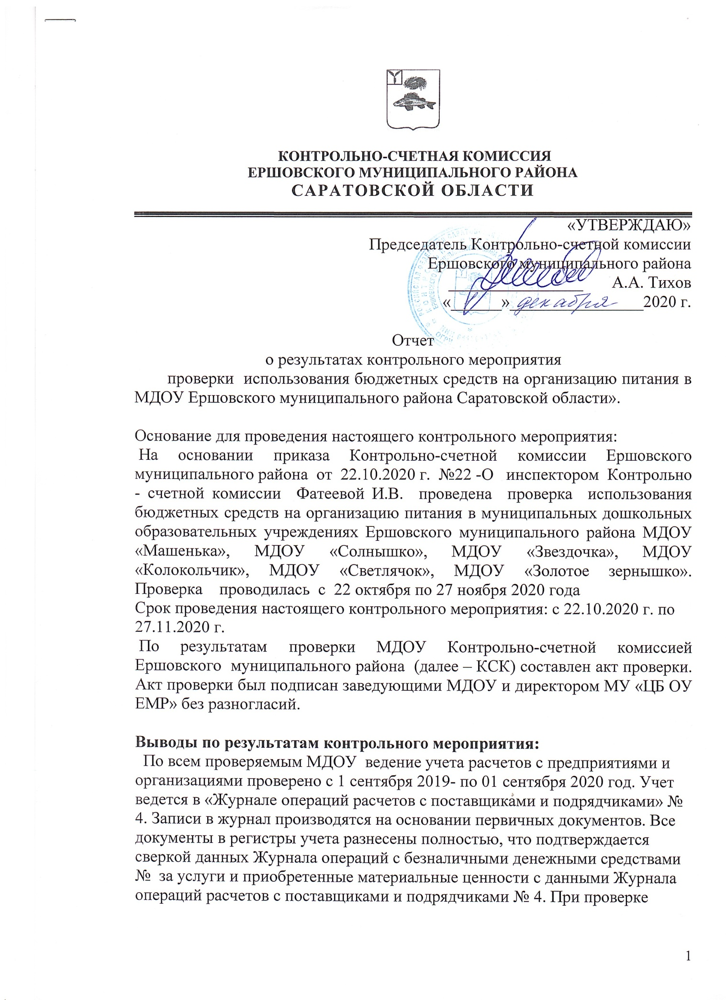 КОНТРОЛЬНО-СЧЕТНАЯ КОМИССИЯ
ЕРШОВСКОГО МУНИЦИПАЛЬНОГО РАЙОНА
САРАТОВСКОЙ ОБЛАСТИ
«УТВЕРЖДАЮ»
Председатель Контрольно-счетной комиссии
Ершовского муниципального района
________________ А.А. Тихов
«______» декабря 2020 г.
Отчет
о результатах контрольного мероприятия
проверки использования бюджетных средств на организацию питания в
МДОУ Ершовского муниципального района Саратовской области».
Основание для проведения настоящего контрольного мероприятия:
На основании приказа Контрольно-счетной комиссии Ершовского
муниципального района от 22.10.2020 г. №22 -О инспектором Контрольно
- счетной комиссии Фатеевой И.В. проведена проверка использования
бюджетных средств на организацию питания в муниципальных дошкольных
образовательных учреждениях Ершовского муниципального района МДОУ
«Машенька», МДОУ «Солнышко», МДОУ «Звездочка», МДОУ
«Колокольчик», МДОУ «Светлячок», МДОУ «Золотое зернышко».
Проверка проводилась с 22 октября по 27 ноября 2020 года
Срок проведения настоящего контрольного мероприятия: с 22.10.2020 г. по
27.11.2020 г.
По результатам проверки МДОУ Контрольно-счетной комиссией
Ершовского муниципального района (далее – КСК) составлен акт проверки.
Акт проверки был подписан заведующими МДОУ и директором МУ «ЦБ ОУ
ЕМР» без разногласий.
Выводы по результатам контрольного мероприятия:
По всем проверяемым МДОУ ведение учета расчетов с предприятиями и
организациями проверено с 1 сентября 2019- по 01 сентября 2020 год. Учет
ведется в «Журнале операций расчетов с поставщиками и подрядчиками» №
4. Записи в журнал производятся на основании первичных документов. Все
документы в регистры учета разнесены полностью, что подтверждается
сверкой данных Журнала операций с безналичными денежными средствами
№ за услуги и приобретенные материальные ценности с данными Журнала
операций расчетов с поставщиками и подрядчиками № 4. При проверке
1